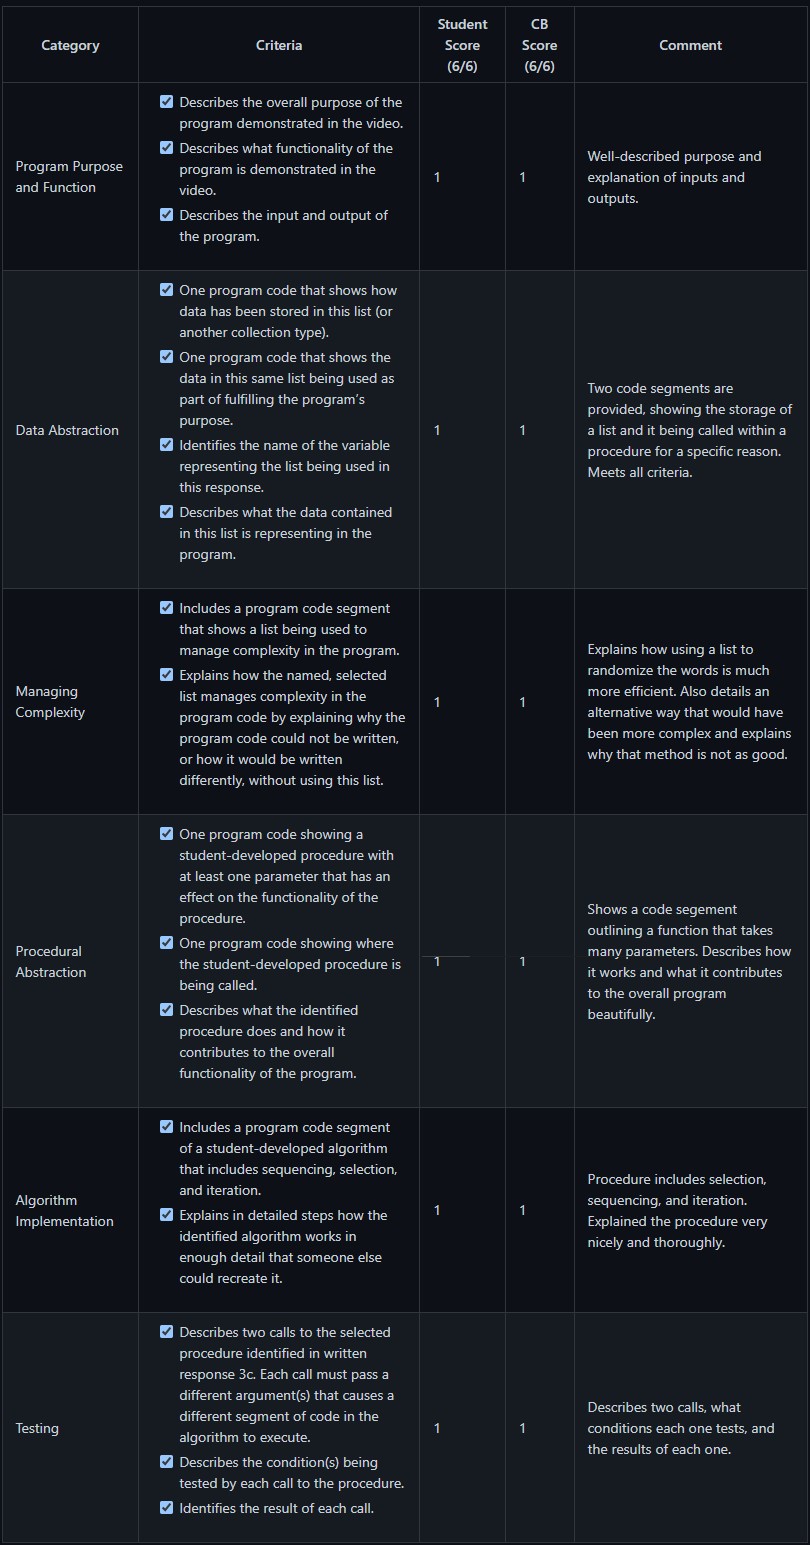 Category
Criteria
Student
Score
(6/6)
CB
Score
(6/6)
Comment
Program Purpose
and Function
Describes the overall purpose of the
program demonstrated in the video.
Describes what functionality of the
program is demonstrated in the
video.
Describes the input and output of
the program.
1
1
Well-described purpose and
explanation of inputs and
outputs.
Data Abstraction
One program code that shows how
data has been stored in this list (or
another collection type).
One program code that shows the
data in this same list being used as
part of fulfilling the program’s
purpose.
Identifies the name of the variable
representing the list being used in
this response.
Describes what the data contained
in this list is representing in the
program.
1
1
Two code segments are
provided, showing the storage of
a list and it being called within a
procedure for a specific reason.
Meets all criteria.
Managing
Complexity
Includes a program code segment
that shows a list being used to
manage complexity in the program.
Explains how the named, selected
list manages complexity in the
program code by explaining why the
program code could not be written,
or how it would be written
differently, without using this list.
1
1
Explains how using a list to
randomize the words is much
more efficient. Also details an
alternative way that would have
been more complex and explains
why that method is not as good.
Procedural
Abstraction
One program code showing a
student-developed procedure with
at least one parameter that has an
effect on the functionality of the
procedure.
One program code showing where
the student-developed procedure is
being called.
Describes what the identified
procedure does and how it
contributes to the overall
functionality of the program.
1
1
Shows a code segement
outlining a function that takes
many parameters. Describes how
it works and what it contributes
to the overall program
beautifully.
Algorithm
Implementation
Includes a program code segment
of a student-developed algorithm
that includes sequencing, selection,
and iteration.
Explains in detailed steps how the
identified algorithm works in
enough detail that someone else
could recreate it.
1
1
Procedure includes selection,
sequencing, and iteration.
Explained the procedure very
nicely and thoroughly.
Testing
Describes two calls to the selected
procedure identified in written
response 3c. Each call must pass a
different argument(s) that causes a
different segment of code in the
algorithm to execute.
Describes the condition(s) being
tested by each call to the procedure.
Identifies the result of each call.
1
1
Describes two calls, what
conditions each one tests, and
the results of each one.